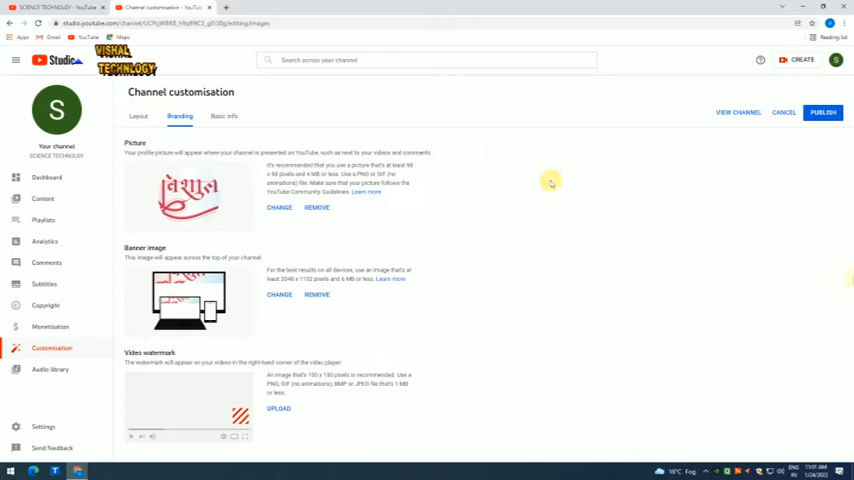 SCIENCE TECHNOLOGY - YouTube
Channel customisation - YouTube
studio.youtube.com/channel/
/editing/images
Apps
Gmail
YouTube
Maps
Reading list
Studio
VISHAL
TECHNLOGY
Search across your channel
CREATE
S
S
Your channel
SCIENCE TECHNOLOGY
Dashboard
Content
Playlists
Analytics
Comments
Subtitles
Copyright
Monetisation
Customisation
Audio library
Settings
Send feedback
Channel customisation
Layout
Branding
Basic info
VIEW CHANNEL
CANCEL
PUBLISH
Picture
Your profile picture will appear where your channel is presented on YouTube, such as next to your videos and comments
विशाल
It's recommended that you use a picture that's at least 98
x 98 pixels and 4 MB or less. Use a PNG or GIF (no
animations) file. Make sure that your picture follows the
YouTube Community Guidelines. Learn more
CHANGE
REMOVE
Banner image
This image will appear across the top of your channel.
For the best results on all devices, use an image that's at
least 2048 x 1152 pixels and 6 MB or less. Learn more
CHANGE
REMOVE
Video watermark
The watermark will appear on your videos in the right-hand corner of the video player.
An image that's 150 x 150 pixels is recommended. Use a
PNG, GIF (no animations), BMP or JPEG file that's 1 MB
or less.
UPLOAD
16°C Fog
ENG
IN
11:01 AM
1/24/2022